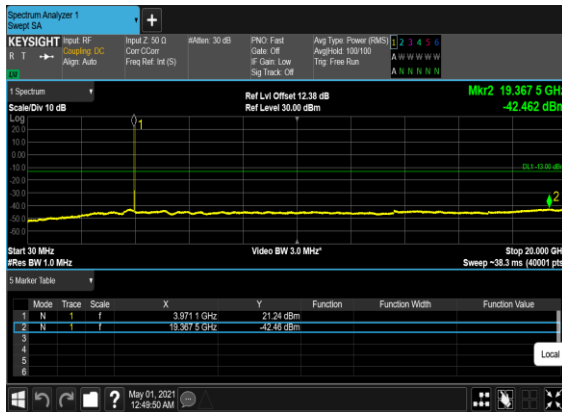 Spectrum Analyzer 1
Swept SA
+
KEYSIGHT Input: RF Input Z: 50 Ω #Atten: 30 dB PNO: Fast Avg Type: Power (RMS) 1 2 3 4 5 6
R T Coupling: DC Corr CCorr Gate: Off Avg|Hold: 100/100 A W W W W W
Align: Auto Freq Ref: Int (S) IF Gain: Low Trig: Free Run
Sig Track: Off A N N N N N
1 Spectrum
Ref Lvl Offset 12.38 dB Mkr2 19.367 5 GHz
Scale/Div 10 dB Ref Level 30.00 dBm -42.462 dBm
Log
20.0
10.0
0.00
-10.0
-20.0
-30.0
-40.0
-50.0
-60.0
1
DL1 -13.00 dBm
2
Start 30 MHz Video BW 3.0 MHz* Stop 20.000 GHz
#Res BW 1.0 MHz Sweep ~38.3 ms (40001 pts)
5 Marker Table
Mode Trace Scale X Y Function Function Width Function Value
1 N 1 f 3.971 1 GHz 21.24 dBm
2 N 1 f 19.367 5 GHz -42.46 dBm
3
4
5
6
Local
?
May 01, 2021
12:49:50 AM